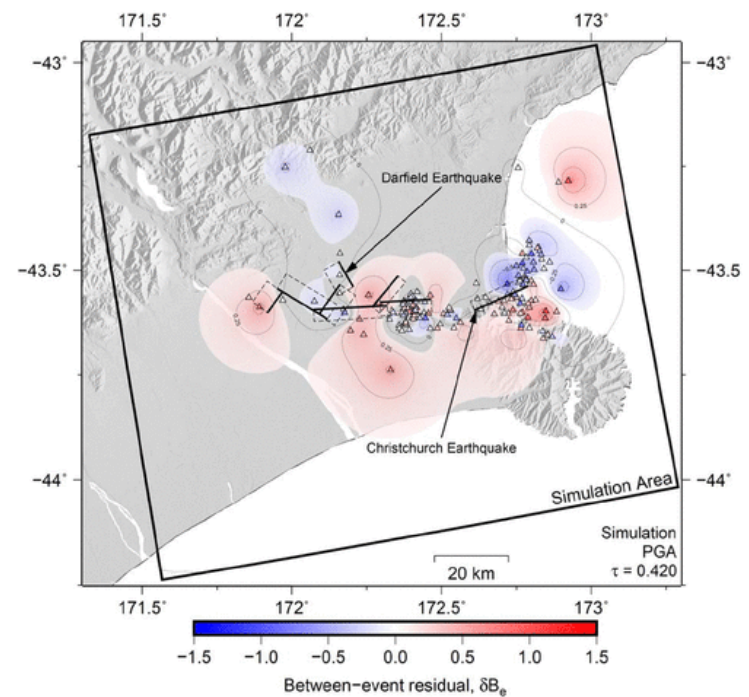 171.5° 172° 172.5° 173°
−43° −43°
Darfield Earthquake
0.25
−43.5° −43.5°
Christchurch Earthquake
−44° −44°
Simulation Area
Simulation
PGA
τ = 0.420
20 km
171.5° 172° 172.5° 173°
−1.5 −1.0 −0.5 0.0 0.5 1.0 1.5
Between−event residual, δBe